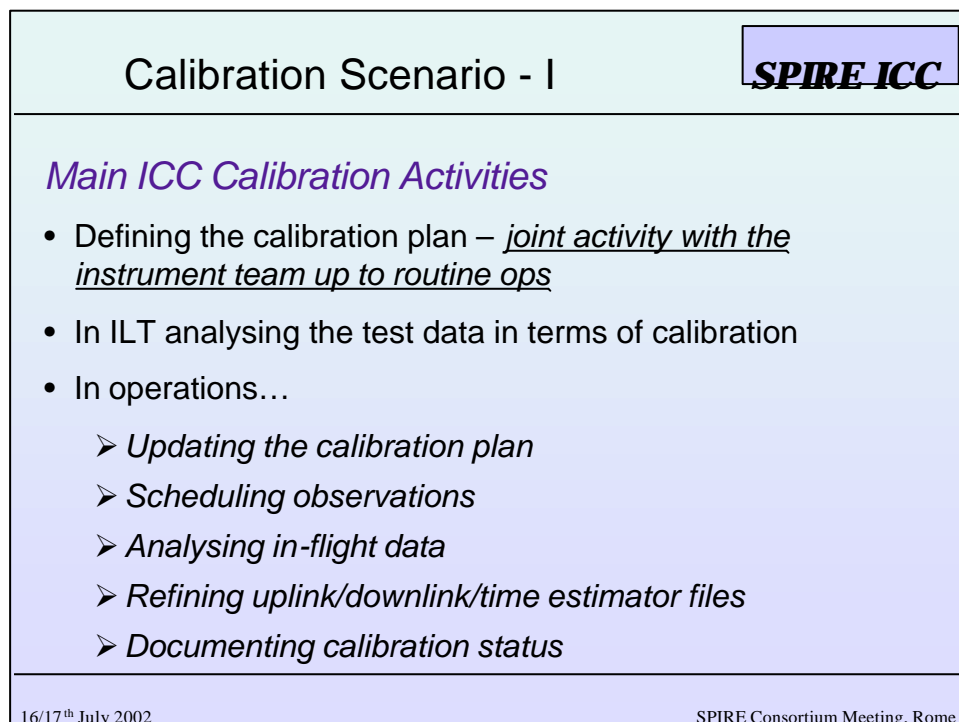 Calibration Scenario - I
SPIRE ICC
Main ICC Calibration Activities
• Defining the calibration plan – joint activity with the
instrument team up to routine ops
• In ILT analysing the test data in terms of calibration
• In operations…
➢ Updating the calibration plan
➢ Scheduling observations
➢ Analysing in-flight data
➢ Refining uplink/downlink/time estimator files
➢ Documenting calibration status
16/17th July 2002
SPIRE Consortium Meeting, Rome